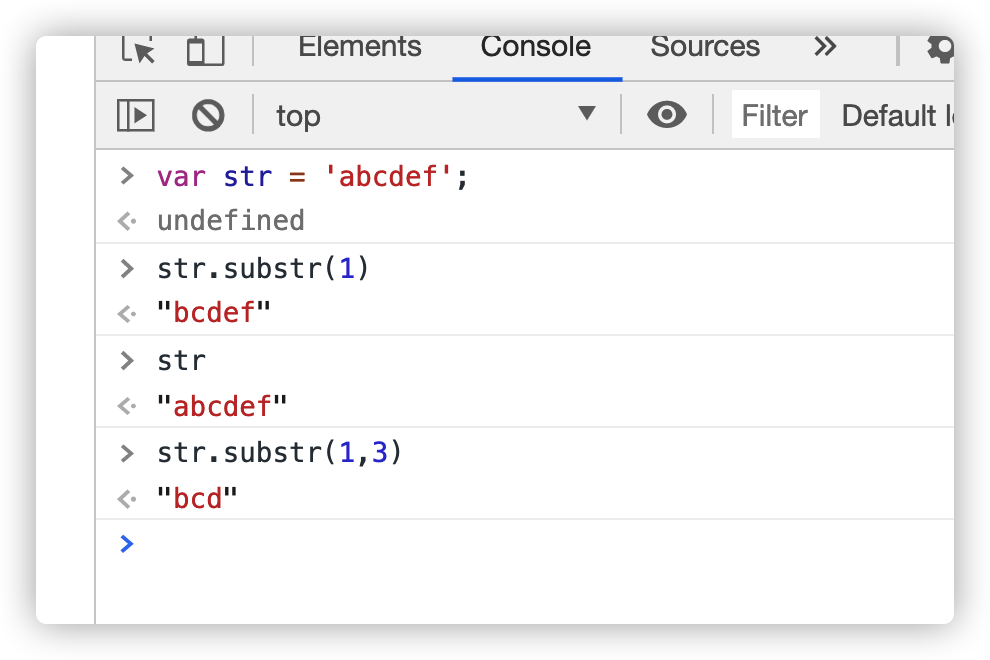 Elements Console Sources
top Filter Default
var str = 'abcdef';
undefined
str.substr(1)
"bcdef"
str
"abcdef"
str.substr(1,3)
"bcd"